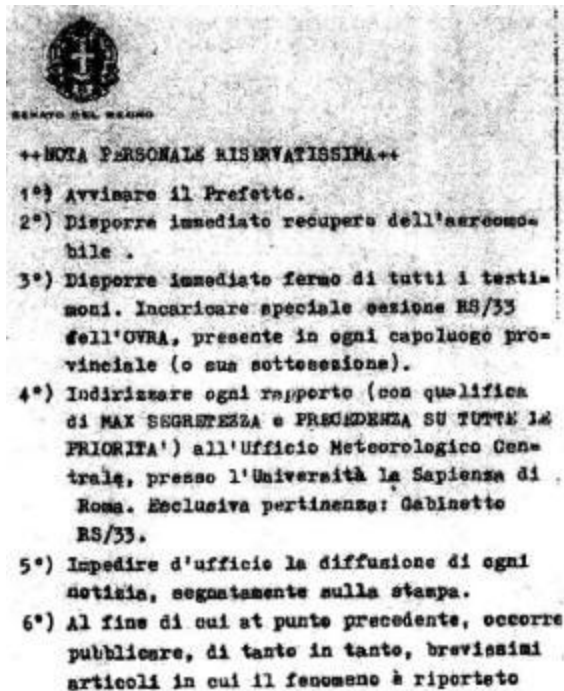 SENATO DEL REGNO
++NOTA PERSONALE RISERVATISSIMA++
1°) Avvisare il Prefetto.
2°) Disporre immediato recupero dell'aeromo=
bile .
3°) Disporre immediato fermo di tutti i testi=
moni. Incaricare speciale sezione RS/33
dell'OVRA, presente in ogni capoluogo pro=
vinciale (o sua sottosezione).
4°) Indirizzare ogni rapporto (con qualifica
di MAX SEGRETEZZA e PRECEDENZA SU TUTTE LE
PRIORITA') all'Ufficio Meteorologico Cen=
trale, presso l'Università la Sapienza di
Roma. Esclusiva pertinenza: Gabinetto
RS/33.
5°) Impedire d'ufficio la diffusione di ogni
notizia, segnatamente sulla stampa.
6°) Al fine di cui at punto precedente, occorre
pubblicare, di tanto in tanto, brevissimi
articoli in cui il fenomeno è riportato